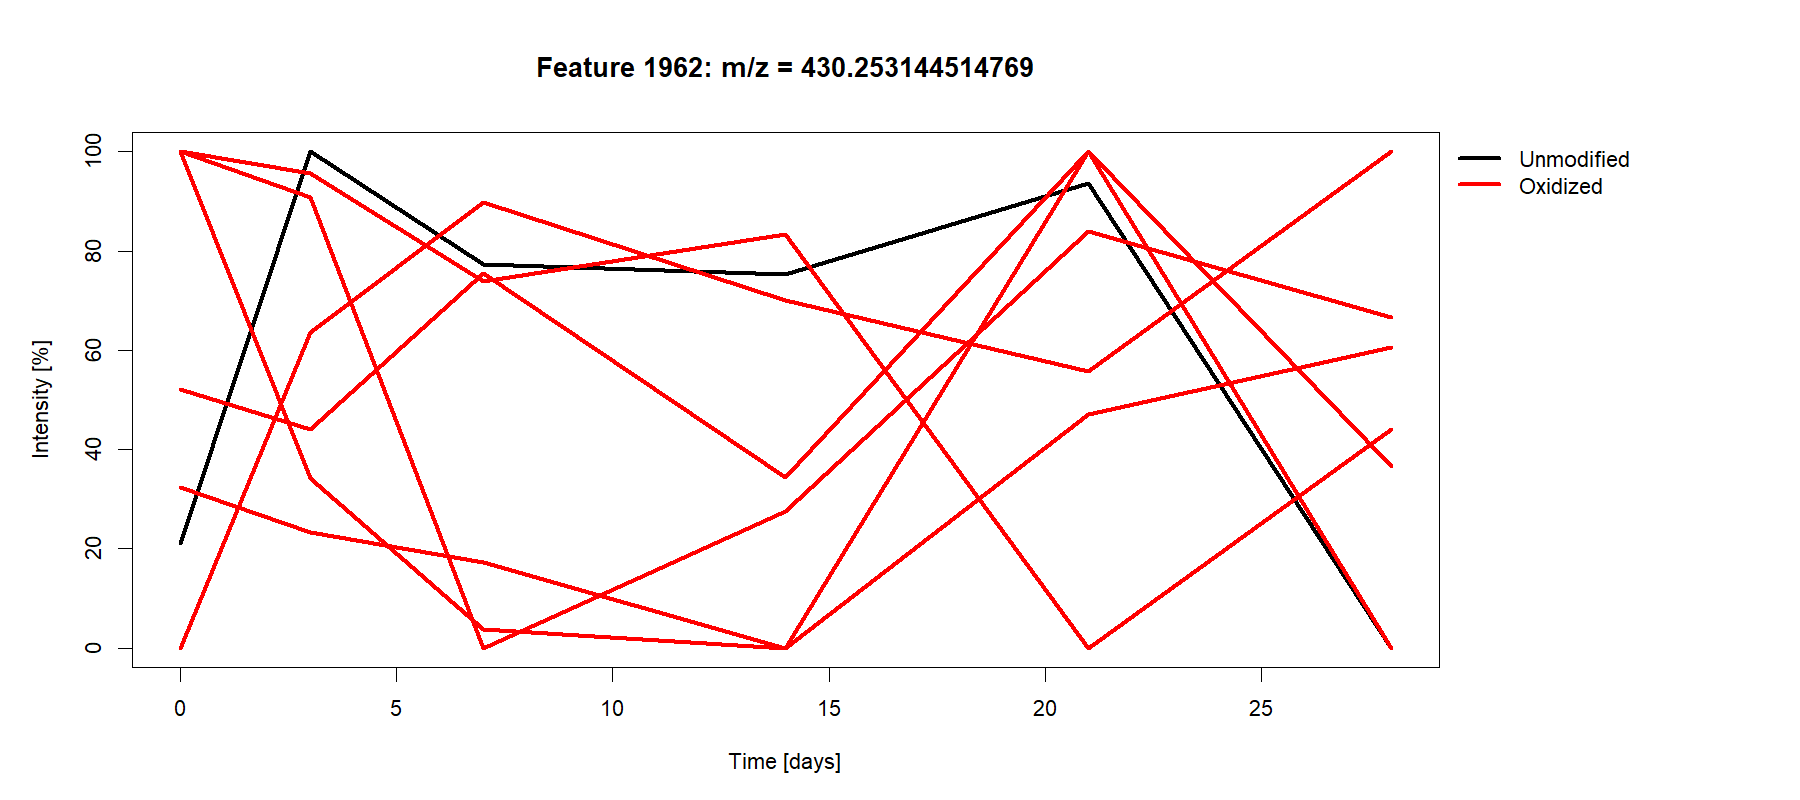 Feature 1962: m/z = 430.253144514769
Unmodified
Oxidized
Intensity [%]
100
80
60
40
20
0
0 5 10 15 20 25
Time [days]